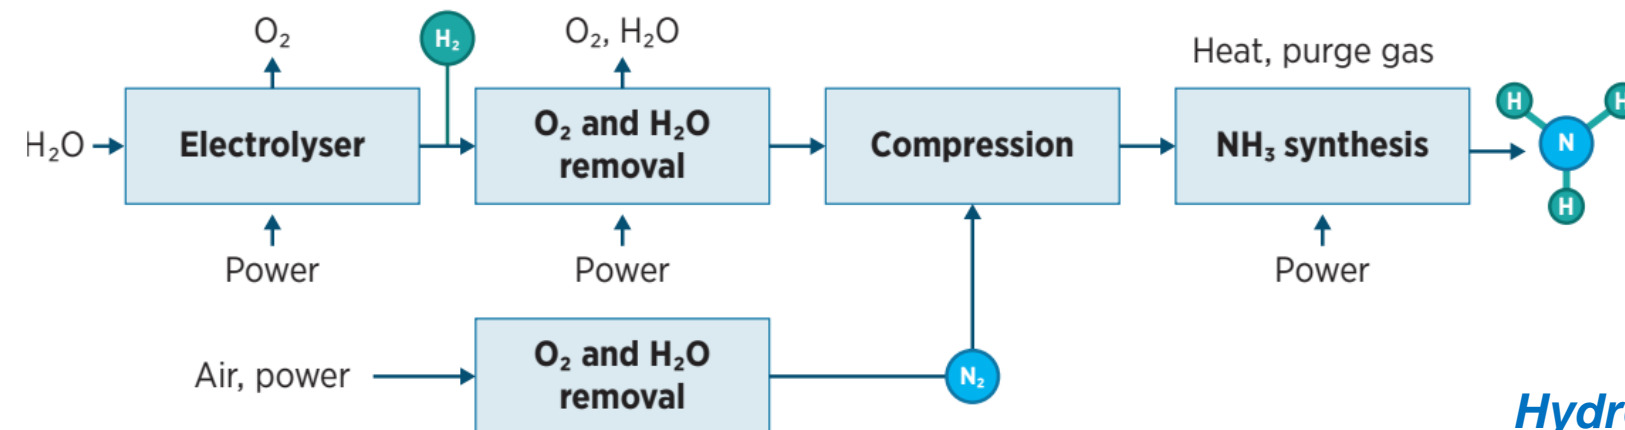 O₂
H₂
O₂, H₂O
Heat, purge gas
H₂O
Electrolyser
O₂ and H₂O
removal
Compression
NH₃ synthesis
H
H
N
H
Power
Power
Power
Air, power
O₂ and H₂O
removal
N₂